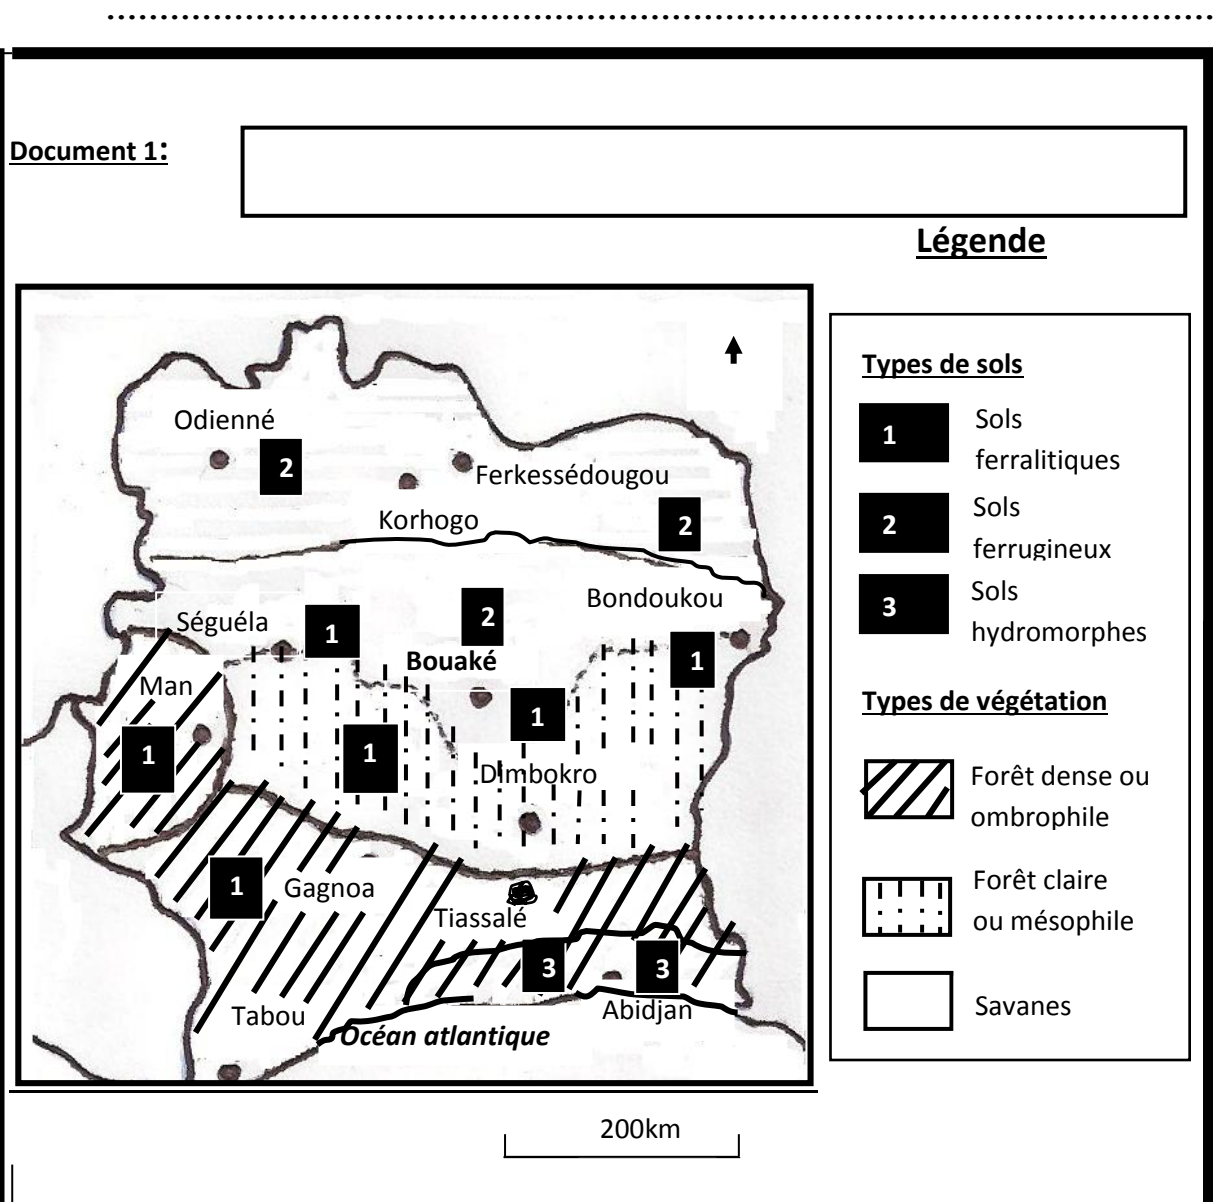 Document 1:
Légende
Types de sols
1 Sols
ferralitiques
2 Sols
ferrugineux
3 Sols
hydromorphes
Types de végétation
Forêt dense ou
ombrophile
Forêt claire
ou mésophile
Savanes
Odienné
2
Ferkessédougou
Korhogo
2
Bondoukou
Séguéla
1
2
Bouaké
1
Man
1
1
1
Dimbokro
1
Gagnoa
Tiassalé
3
3
Tabou
Abidjan
Océan atlantique
200km